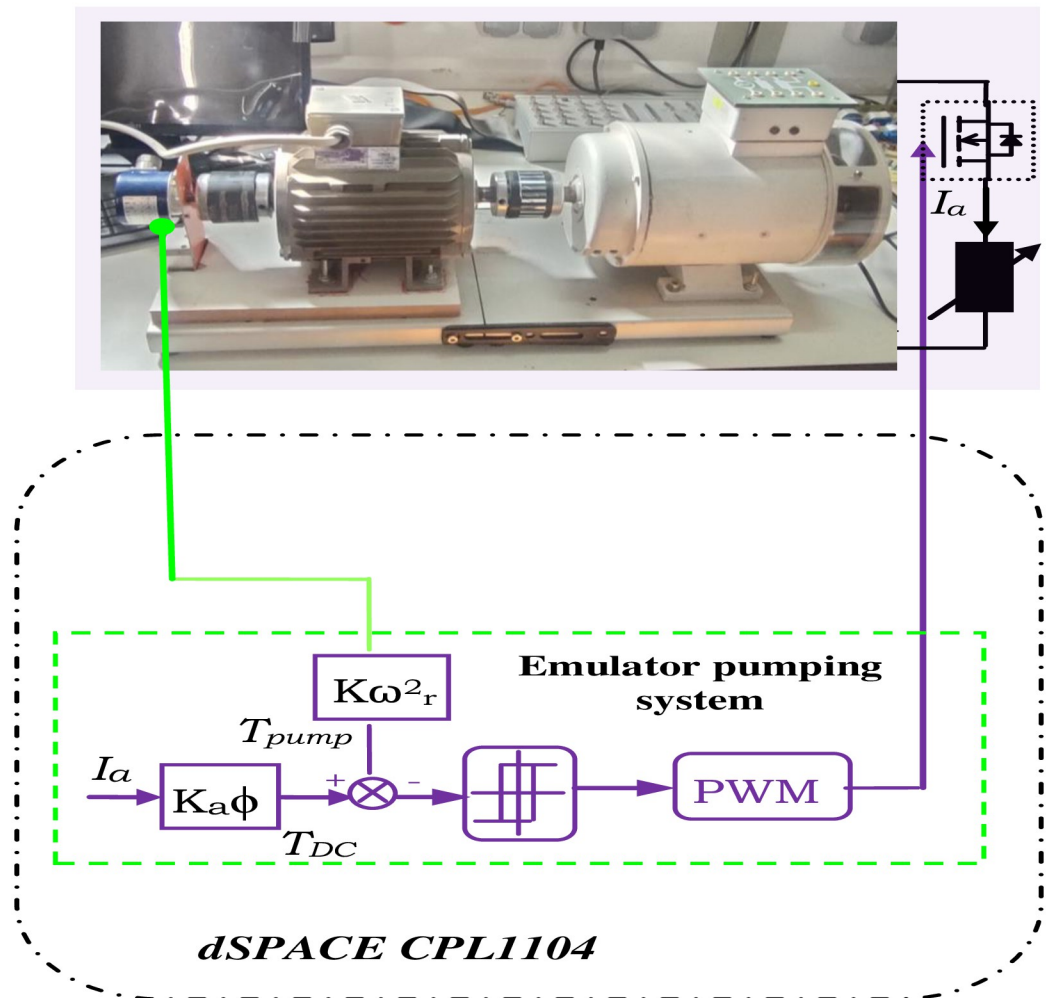 Ia
Emulator pumping
system
Kω²r
Tpump
Ia
Kaϕ
+
-
PWM
TDC
dSPACE CPL1104